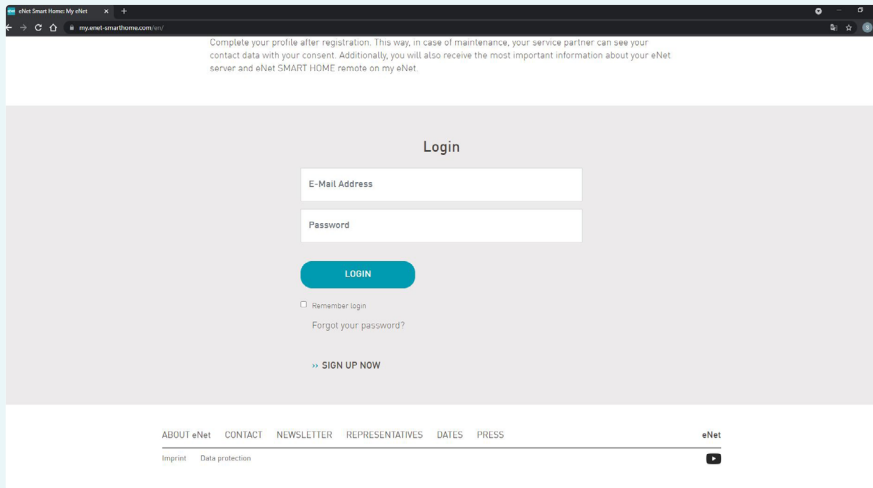 eNet Smart Home: My eNet
my.enet-smarthome.com/en/
Complete your profile after registration. This way, in case of maintenance, your service partner can see your
contact data with your consent. Additionally, you will also receive the most important information about your eNet
server and eNet SMART HOME remote on my eNet.
Login
E-Mail Address
Password
LOGIN
Remember login
Forgot your password?
›› SIGN UP NOW
ABOUT eNet CONTACT NEWSLETTER REPRESENTATIVES DATES PRESS eNet
Imprint Data protection